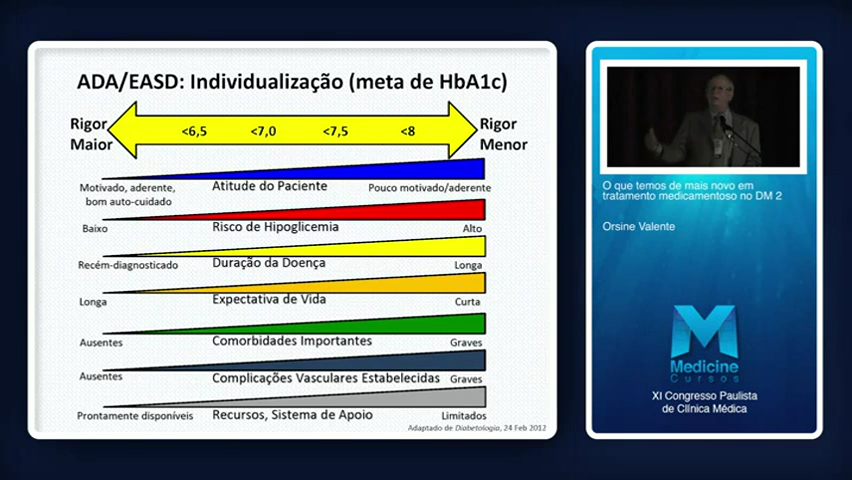 ADA/EASD: Individualização (meta de HbA1c)
Rigor
Maior
<6,5 <7,0 <7,5 <8
Rigor
Menor
Motivado, aderente,
bom auto-cuidado
Atitude do Paciente
Pouco motivado/aderente
Baixo
Risco de Hipoglicemia
Alto
Recém-diagnosticado
Duração da Doença
Longa
Longa
Expectativa de Vida
Curta
Ausentes
Comorbidades Importantes
Graves
Ausentes
Complicações Vasculares Estabelecidas
Graves
Prontamente disponíveis
Recursos, Sistema de Apoio
Limitados
Adaptado de Diabetologia, 24 Feb 2012
O que temos de mais novo em
tratamento medicamentoso no DM 2
Orsine Valente
Medicine
Cursos
XI Congresso Paulista
de Clínica Médica